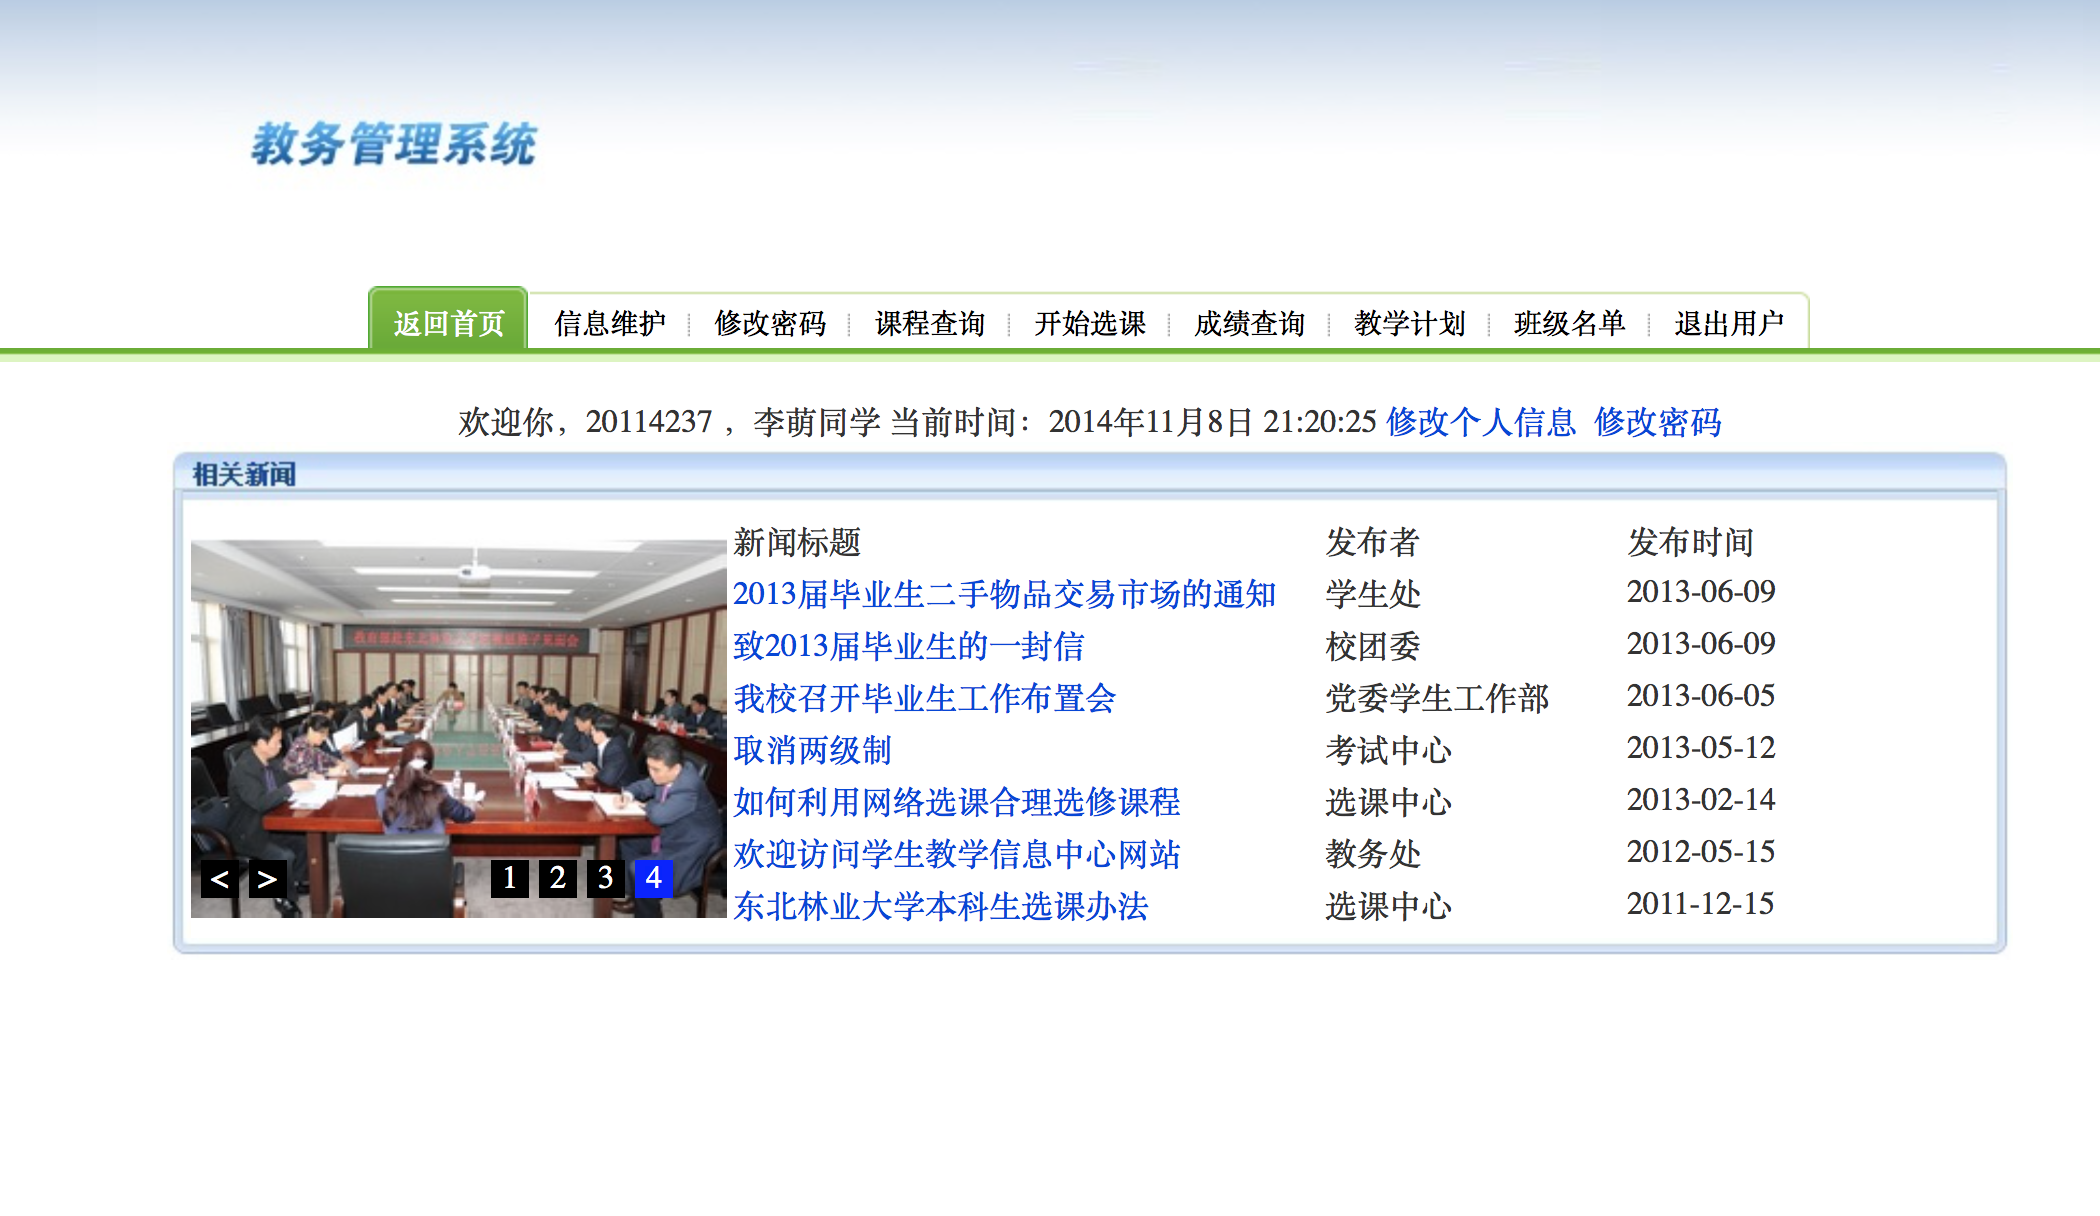 教务管理系统
返回首页 信息维护 修改密码 课程查询 开始选课 成绩查询 教学计划 班级名单 退出用户
欢迎你，20114237 ，李萌同学 当前时间：2014年11月8日 21:20:25 修改个人信息 修改密码
相关新闻
新闻标题 发布者 发布时间
2013届毕业生二手物品交易市场的通知 学生处 2013-06-09
致2013届毕业生的一封信 校团委 2013-06-09
我校召开毕业生工作布置会 党委学生工作部 2013-06-05
取消两级制 考试中心 2013-05-12
如何利用网络选课合理选修课程 选课中心 2013-02-14
欢迎访问学生教学信息中心网站 教务处 2012-05-15
东北林业大学本科生选课办法 选课中心 2011-12-15
< > 1 2 3 4